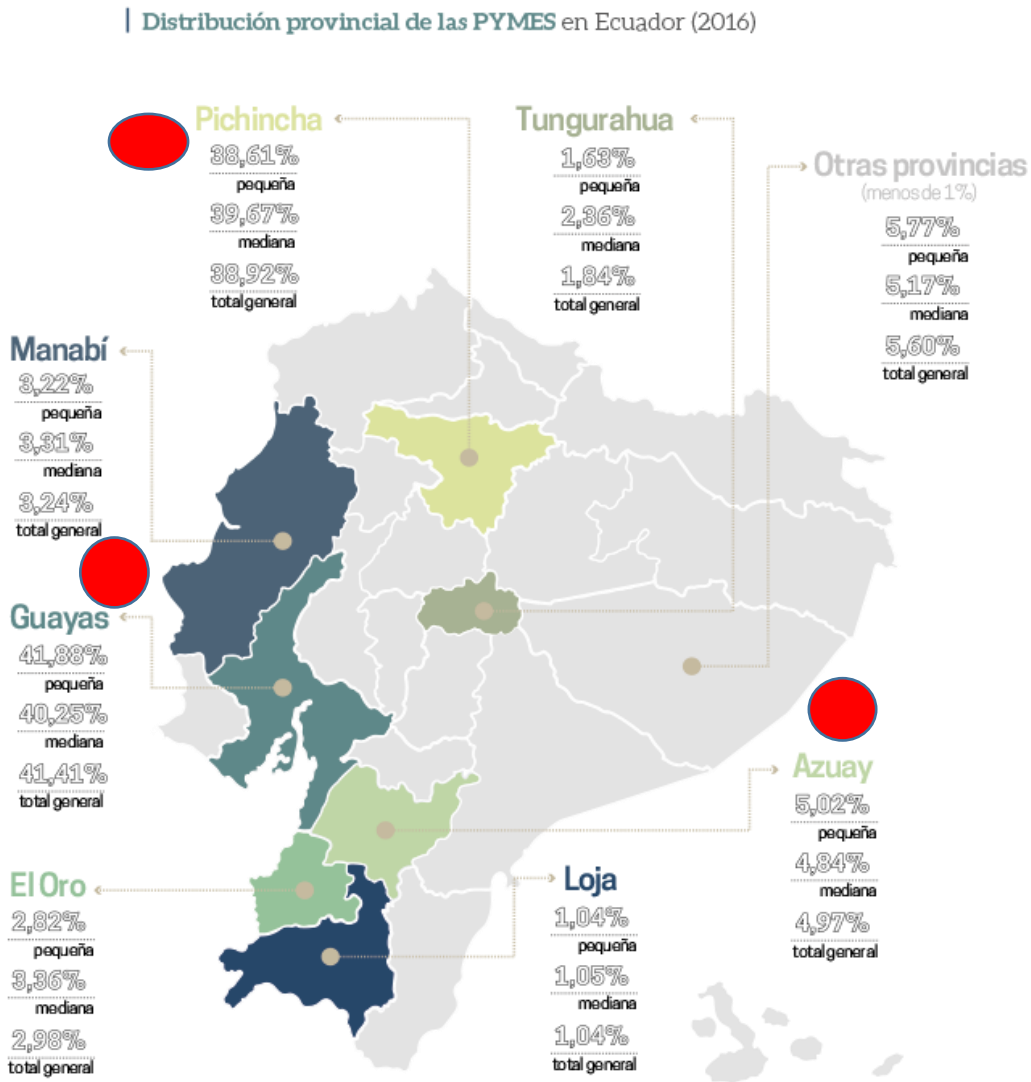 Distribución provincial de las PYMES en Ecuador (2016)
Pichincha
38,61%
pequeña
39,67%
mediana
38,92%
total general
Tungurahua
1,63%
pequeña
2,36%
mediana
1,84%
total general
Otras provincias
(menos de 1%)
5,77%
pequeña
5,17%
mediana
5,60%
total general
Manabí
3,22%
pequeña
3,31%
mediana
3,24%
total general
Guayas
41,88%
pequeña
40,25%
mediana
41,41%
total general
Azuay
5,02%
pequeña
4,84%
mediana
4,97%
total general
El Oro
2,82%
pequeña
3,36%
mediana
2,98%
total general
Loja
1,04%
pequeña
1,05%
mediana
1,04%
total general